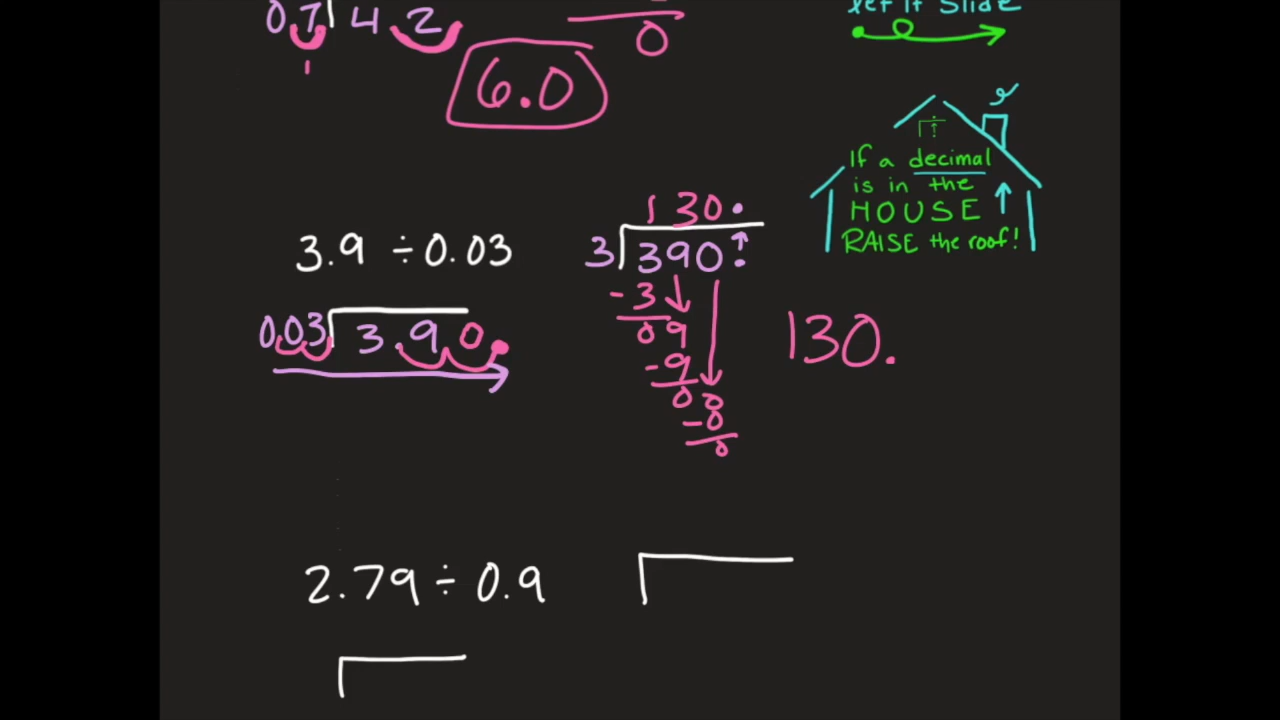 let it slide
0.7 4 2
0
6.0
If a decimal
is in the
HOUSE
RAISE the roof!
3.9 ÷ 0.03
130.
3 390.
-3
09
-9
00
-0
0
0.03 3.90.
130.
2.79 ÷ 0.9